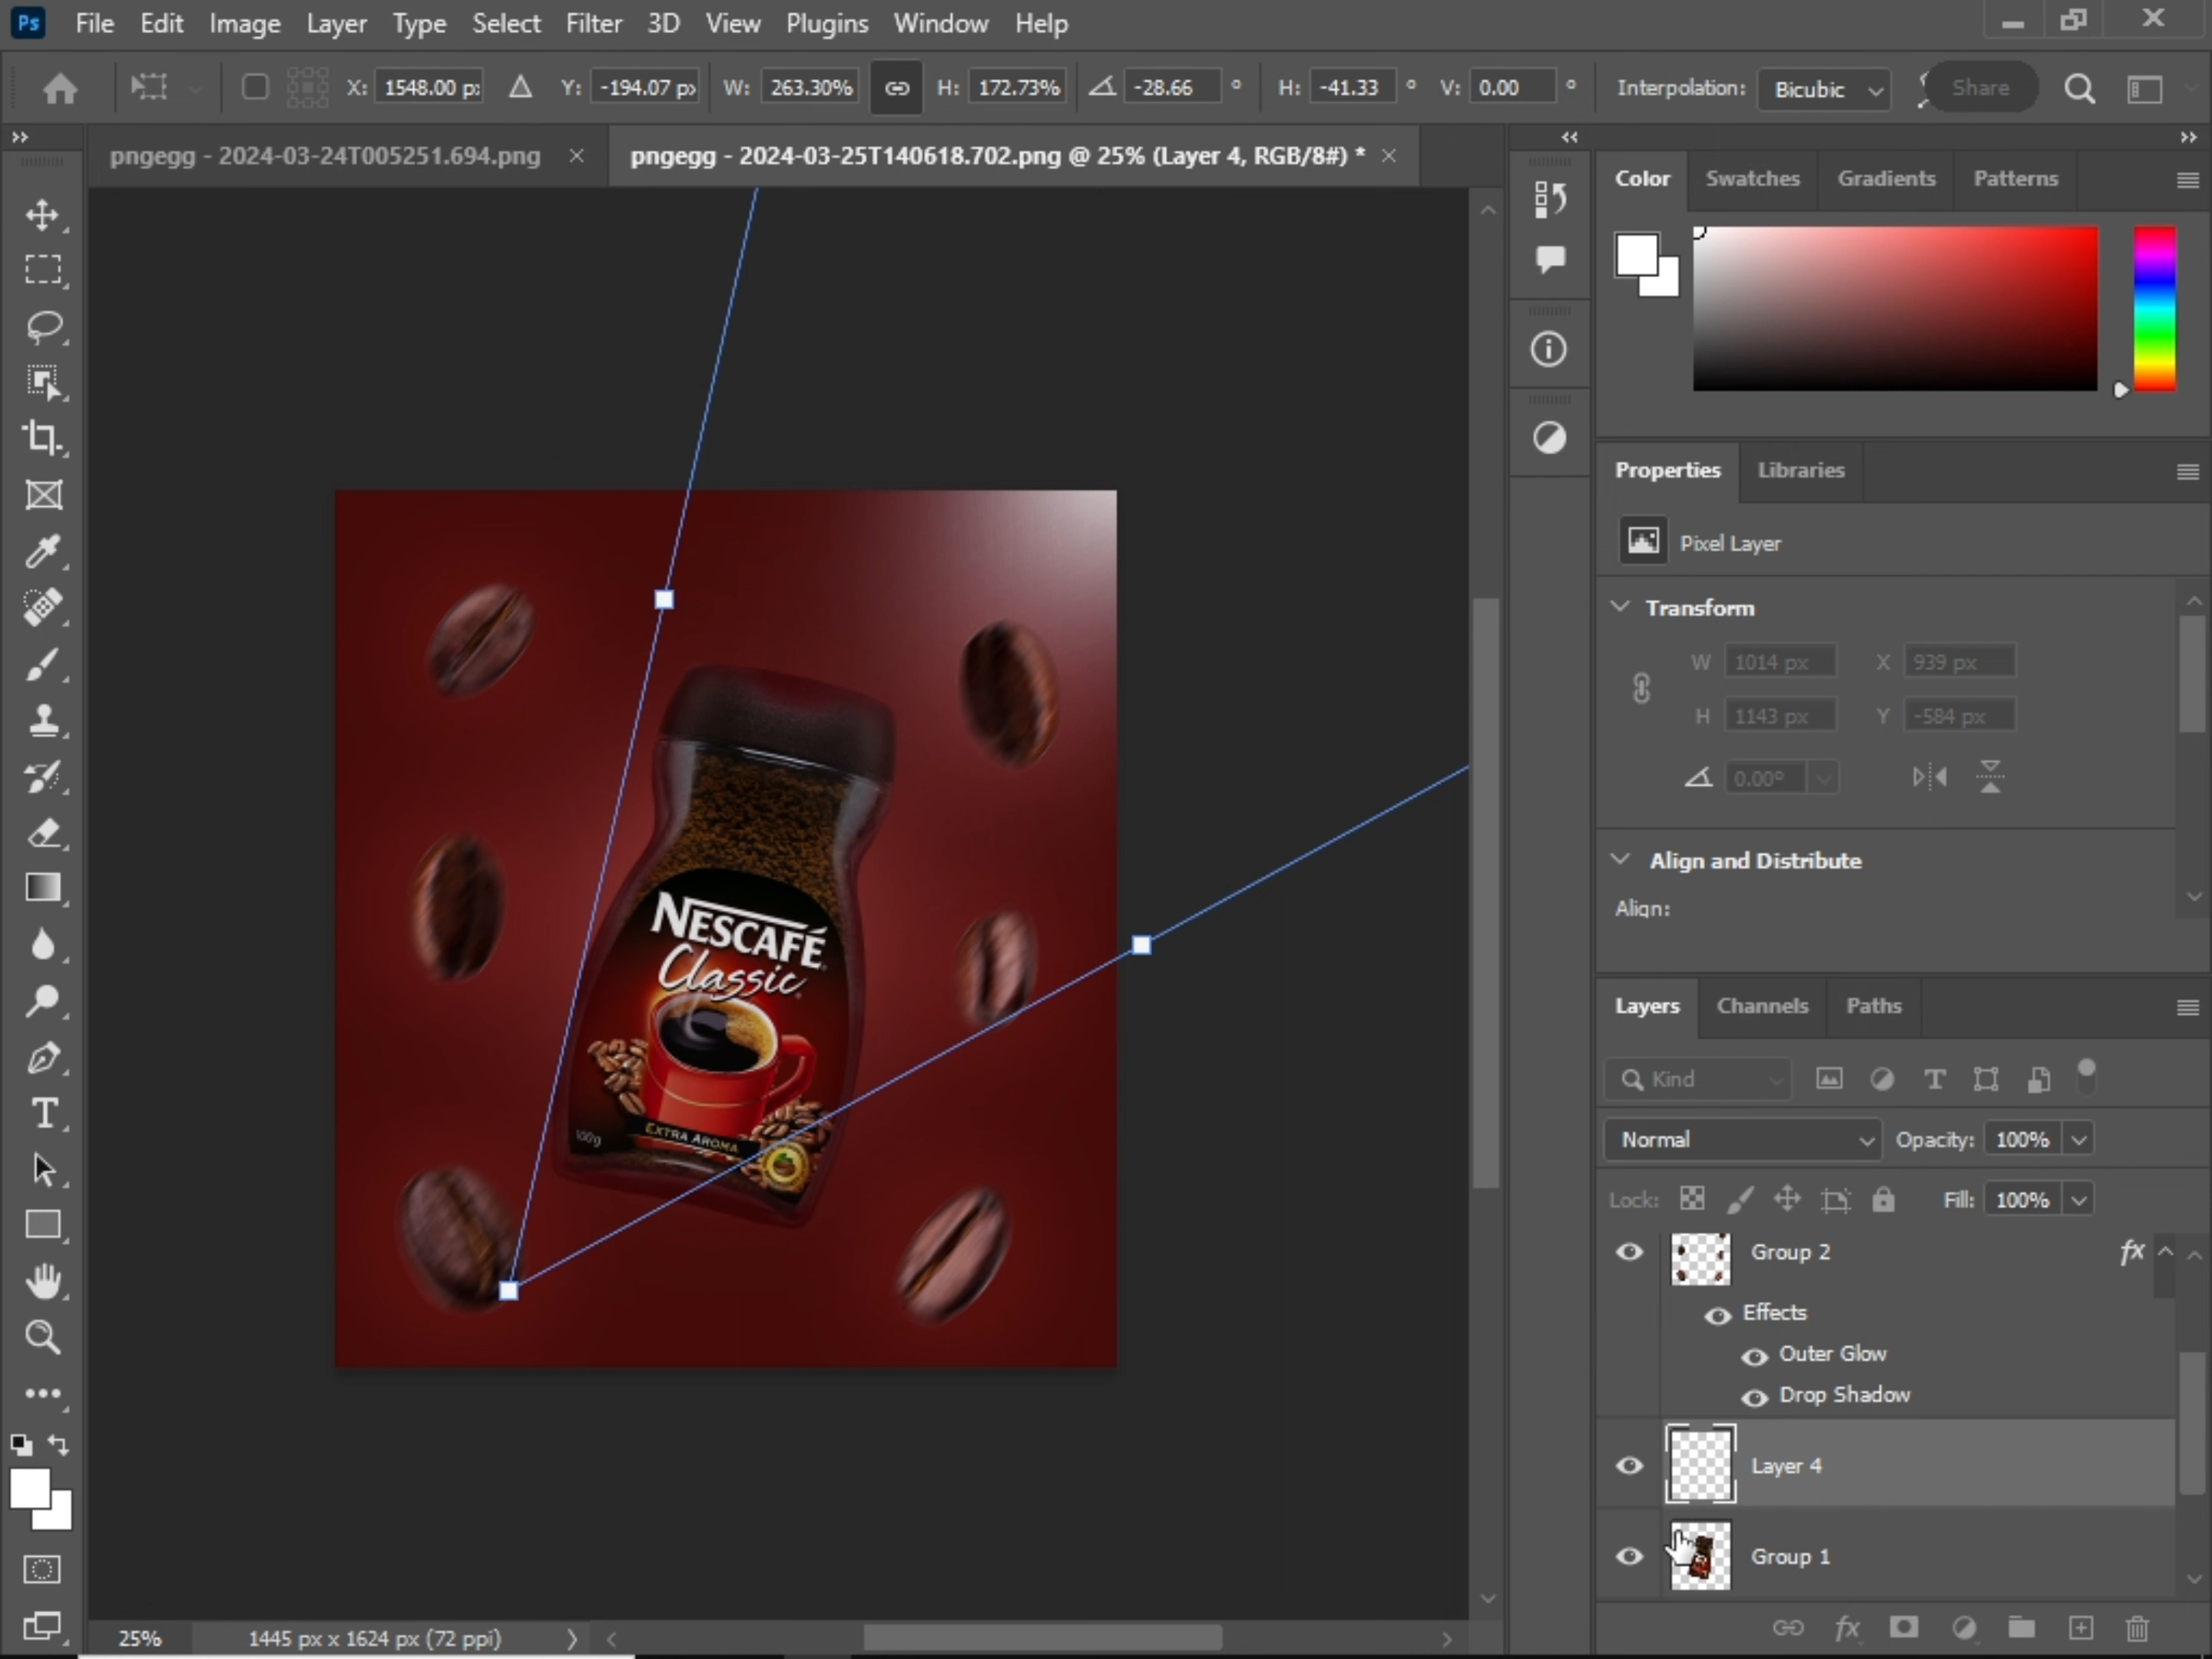 Ps File Edit Image Layer Type Select Filter 3D View Plugins Window Help
X: 1548.00 px Y: -194.07 px W: 263.30% H: 172.73% -28.66 ° H: -41.33 ° V: 0.00 ° Interpolation: Bicubic Share
pngegg - 2024-03-24T005251.694.png
pngegg - 2024-03-25T140618.702.png @ 25% (Layer 4, RGB/8#) *
Color Swatches Gradients Patterns
Properties Libraries
Pixel Layer
Transform
W 1014 px X 939 px
H 1143 px Y -584 px
0.00°
Align and Distribute
Align:
NESCAFÉ
Classic
EXTRA AROMA
100g
Layers Channels Paths
Kind
Normal Opacity: 100%
Lock: Fill: 100%
Group 2 fx
Effects
Outer Glow
Drop Shadow
Layer 4
Group 1
fx
25% 1445 px x 1624 px (72 ppi)